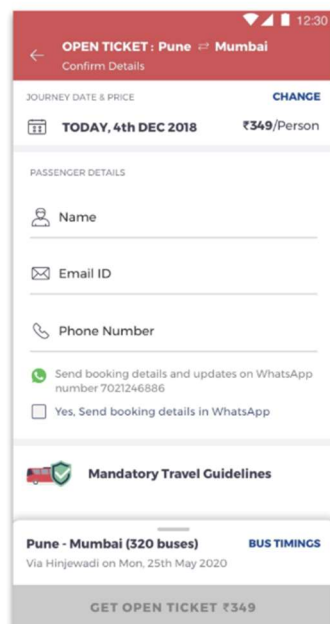 12:30
OPEN TICKET : Pune ⇄ Mumbai
Confirm Details
JOURNEY DATE & PRICE CHANGE
TODAY, 4th DEC 2018 ₹349/Person
PASSENGER DETAILS
Name
Email ID
Phone Number
Send booking details and updates on WhatsApp
number 7021246886
Yes, Send booking details in WhatsApp
Mandatory Travel Guidelines
Pune - Mumbai (320 buses) BUS TIMINGS
Via Hinjewadi on Mon, 25th May 2020
GET OPEN TICKET ₹349